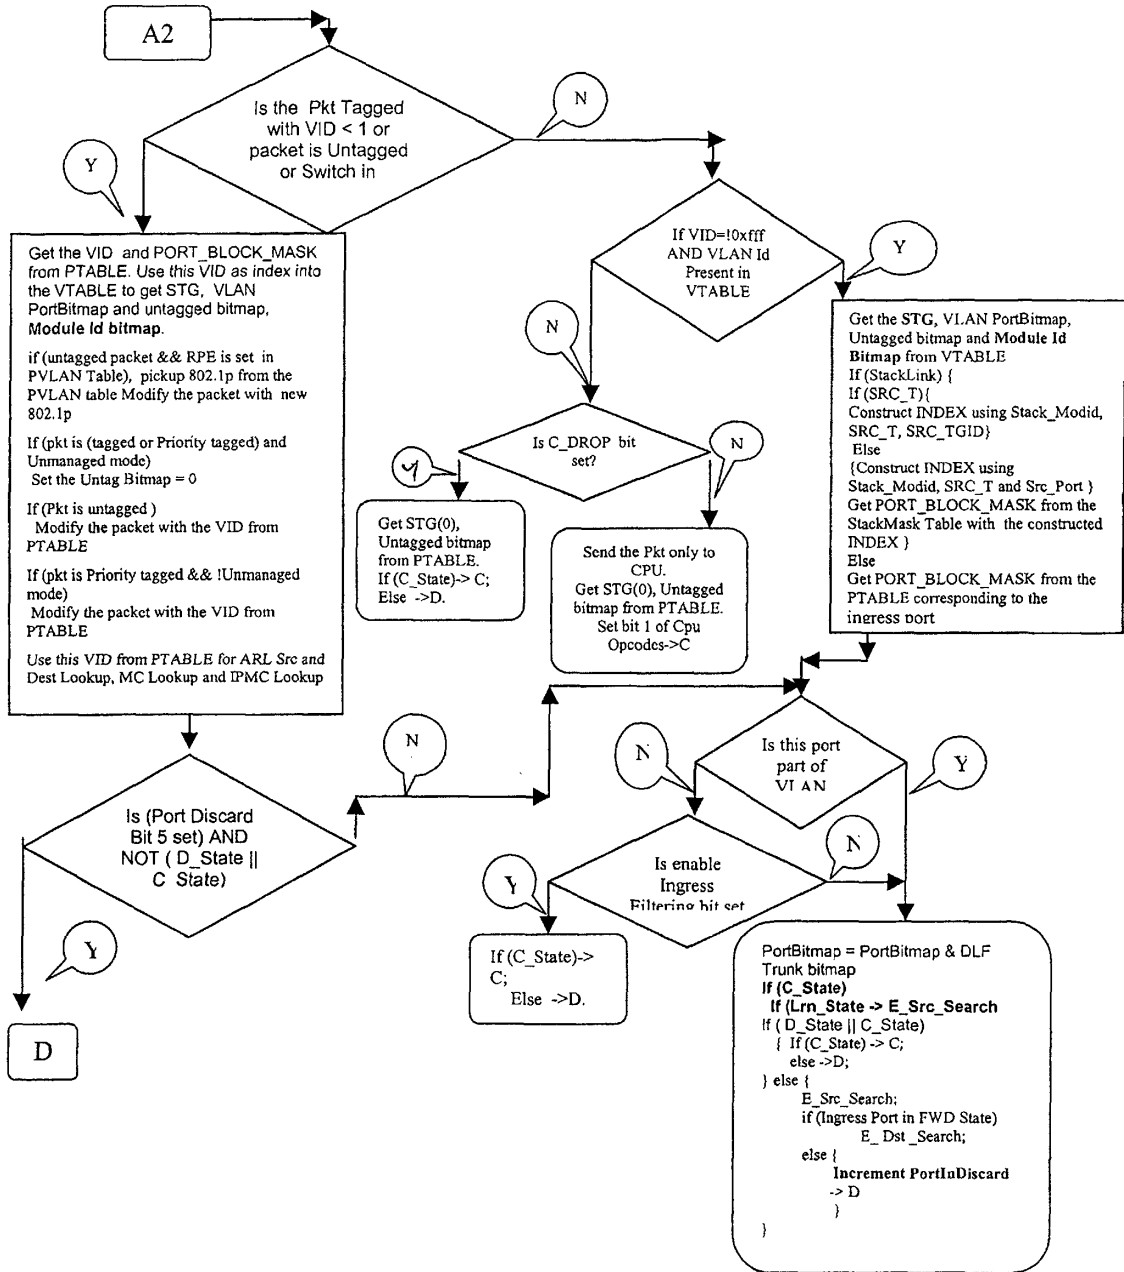 A2
Is the Pkt Tagged
with VID < 1 or
packet is Untagged
or Switch in
N
Y
Get the VID and PORT_BLOCK_MASK
from PTABLE. Use this VID as index into
the VTABLE to get STG, VLAN
PortBitmap and untagged bitmap,
Module Id bitmap.
if (untagged packet && RPE is set in
PVLAN Table), pickup 802.1p from the
PVLAN table Modify the packet with new
802.1p
If (pkt is (tagged or Priority tagged) and
Unmanaged mode)
Set the Untag Bitmap = 0
If (Pkt is untagged )
Modify the packet with the VID from
PTABLE
If (pkt is Priority tagged && !Unmanaged
mode)
Modify the packet with the VID from
PTABLE
Use this VID from PTABLE for ARL Src and
Dest Lookup, MC Lookup and IPMC Lookup
If VID=!0xfff
AND VLAN Id
Present in
VTABLE
Y
N
Get the STG, VLAN PortBitmap,
Untagged bitmap and Module Id
Bitmap from VTABLE
If (StackLink) {
If (SRC_T){
Construct INDEX using Stack_Modid,
SRC_T, SRC_TGID}
Else
{Construct INDEX using
Stack_Modid, SRC_T and Src_Port }
Get PORT_BLOCK_MASK from the
StackMask Table with the constructed
INDEX }
Else
Get PORT_BLOCK_MASK from the
PTABLE corresponding to the
ingress port
Is C_DROP bit
set?
Y
N
Get STG(0),
Untagged bitmap
from PTABLE.
If (C_State)-> C;
Else ->D.
Send the Pkt only to
CPU.
Get STG(0), Untagged
bitmap from PTABLE.
Set bit 1 of Cpu
Opcodes->C
Is (Port Discard
Bit 5 set) AND
NOT ( D_State ||
C_State)
N
Y
D
Is this port
part of
VLAN
N
Y
Is enable
Ingress
Filtering bit set
N
Y
If (C_State)->
C;
Else ->D.
PortBitmap = PortBitmap & DLF
Trunk bitmap
If (C_State)
If (Lrn_State -> E_Src_Search
If ( D_State || C_State)
{ If (C_State) -> C;
else ->D;
} else {
E_Src_Search;
if (Ingress Port in FWD State)
E_ Dst _Search;
else {
Increment PortInDiscard
-> D
}
}